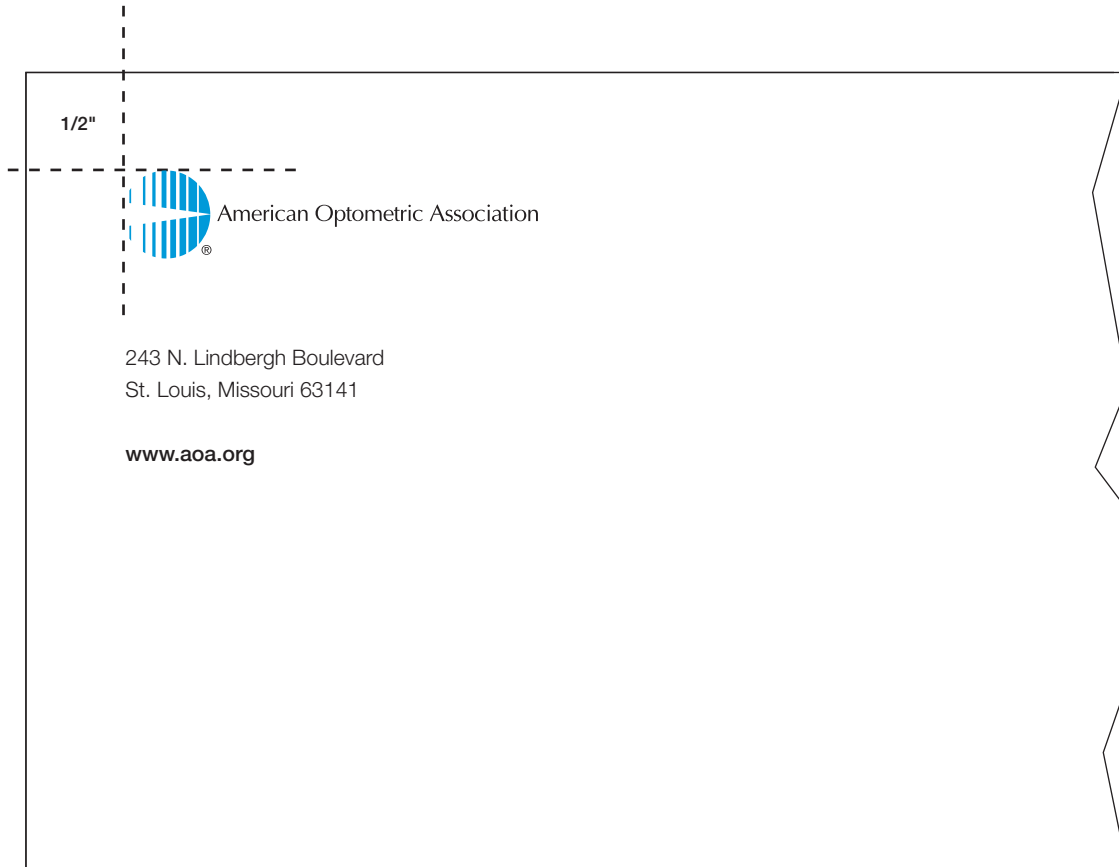 1/2"
American Optometric Association
®
243 N. Lindbergh Boulevard
St. Louis, Missouri 63141
www.aoa.org